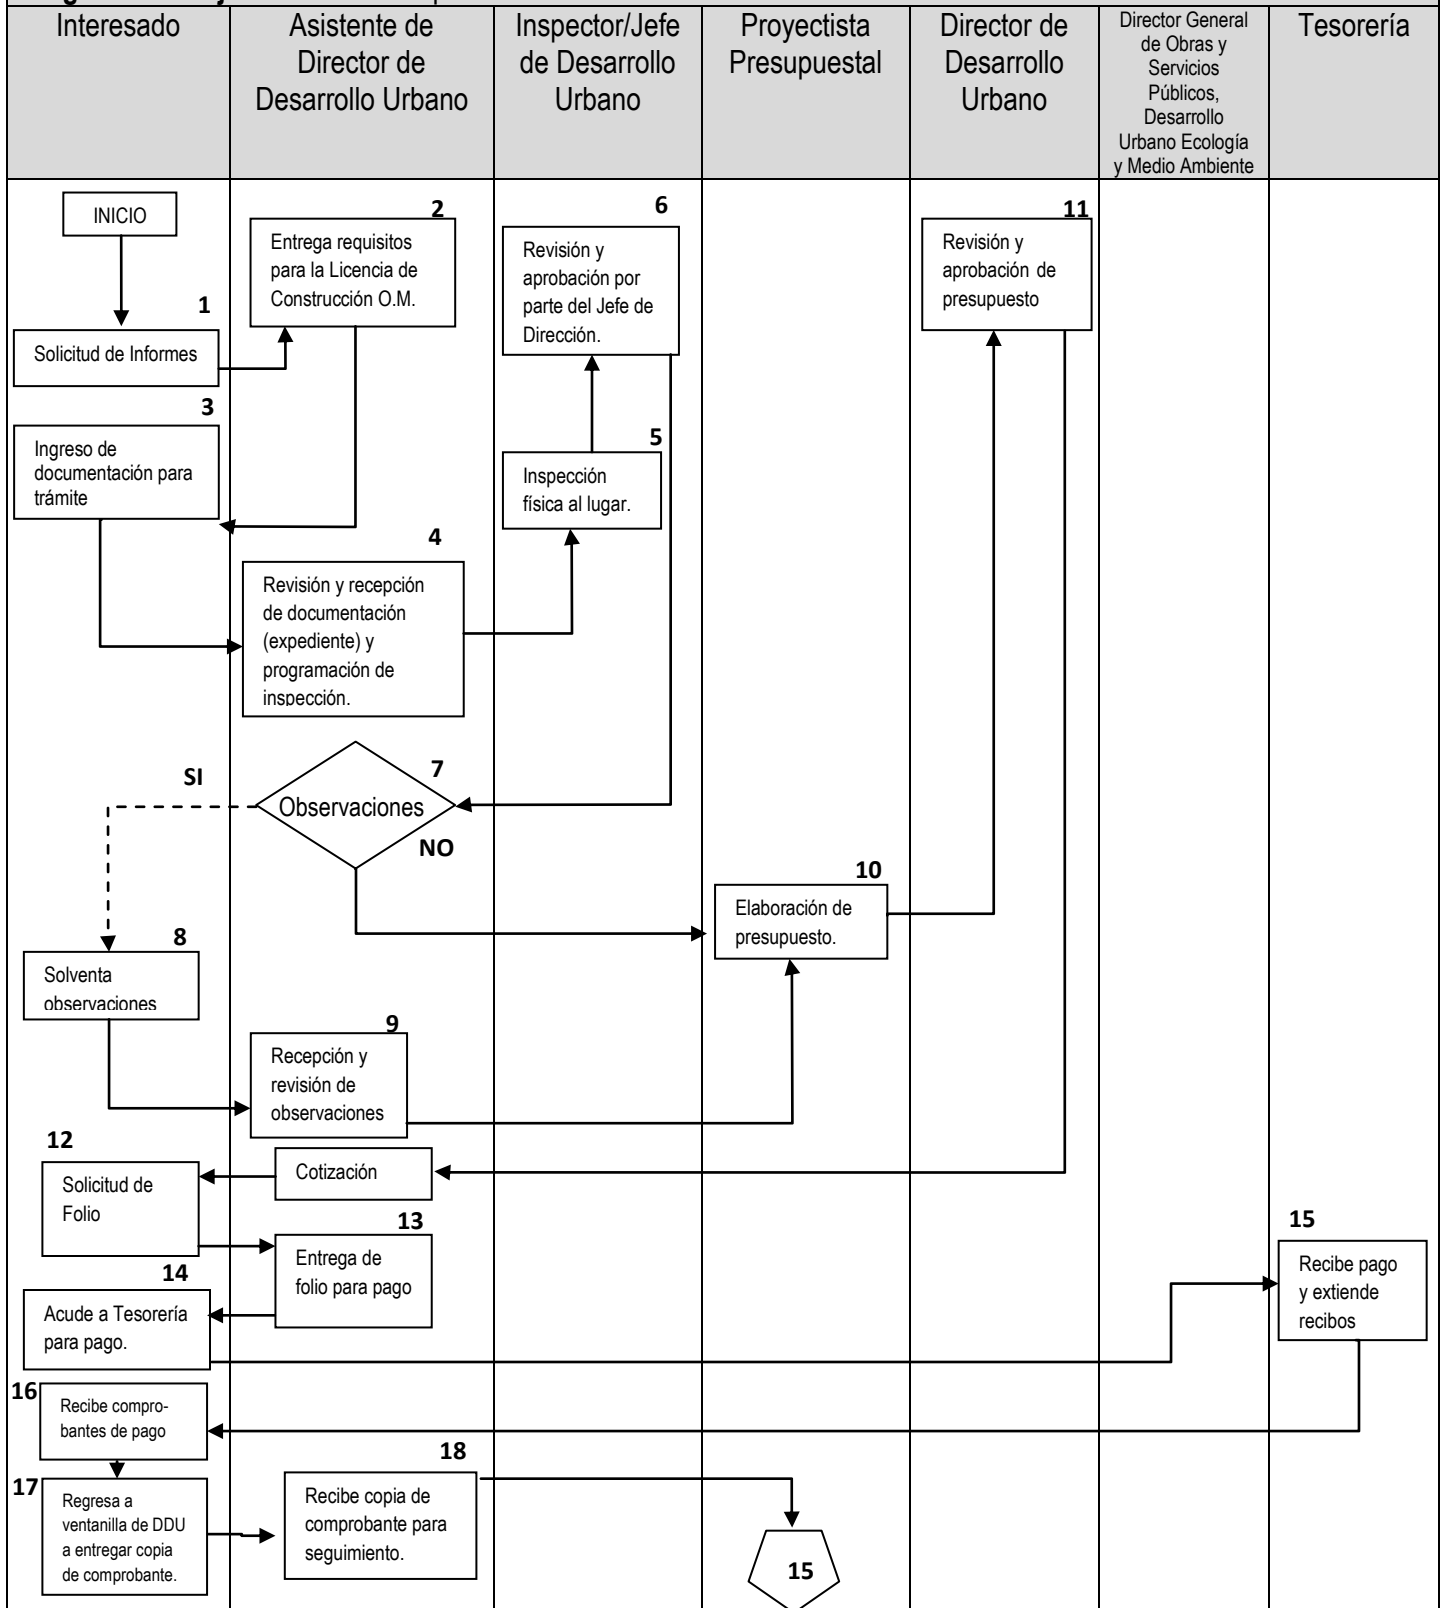 Interesado
Asistente de
Director de
Desarrollo Urbano
Inspector/Jefe
de Desarrollo
Urbano
Proyectista
Presupuestal
Director de
Desarrollo
Urbano
Director General
de Obras y
Servicios
Públicos,
Desarrollo
Urbano Ecología
y Medio Ambiente
Tesorería
INICIO
1
Solicitud de Informes
2
Entrega requisitos
para la Licencia de
Construcción O.M.
3
Ingreso de
documentación para
trámite
4
Revisión y recepción
de documentación
(expediente) y
programación de
inspección.
5
Inspección
física al lugar.
6
Revisión y
aprobación por
parte del Jefe de
Dirección.
7
Observaciones
SI
NO
8
Solventa
observaciones
9
Recepción y
revisión de
observaciones
10
Elaboración de
presupuesto.
11
Revisión y
aprobación de
presupuesto
Cotización
12
Solicitud de
Folio
13
Entrega de
folio para pago
14
Acude a Tesorería
para pago.
15
Recibe pago
y extiende
recibos
16
Recibe compro-
bantes de pago
17
Regresa a
ventanilla de DDU
a entregar copia
de comprobante.
18
Recibe copia de
comprobante para
seguimiento.
15